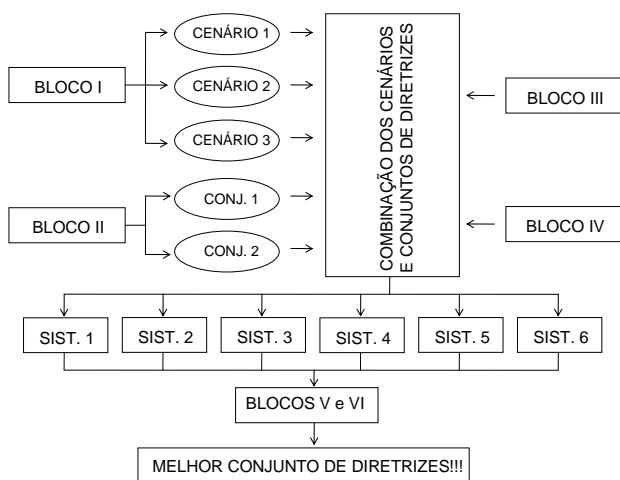 CENÁRIO 1
BLOCO I
CENÁRIO 2
CENÁRIO 3
CONJ. 1
BLOCO II
CONJ. 2
COMBINAÇÃO DOS CENÁRIOS
E CONJUNTOS DE DIRETRIZES
BLOCO III
BLOCO IV
SIST. 1
SIST. 2
SIST. 3
SIST. 4
SIST. 5
SIST. 6
BLOCOS V e VI
MELHOR CONJUNTO DE DIRETRIZES!!!